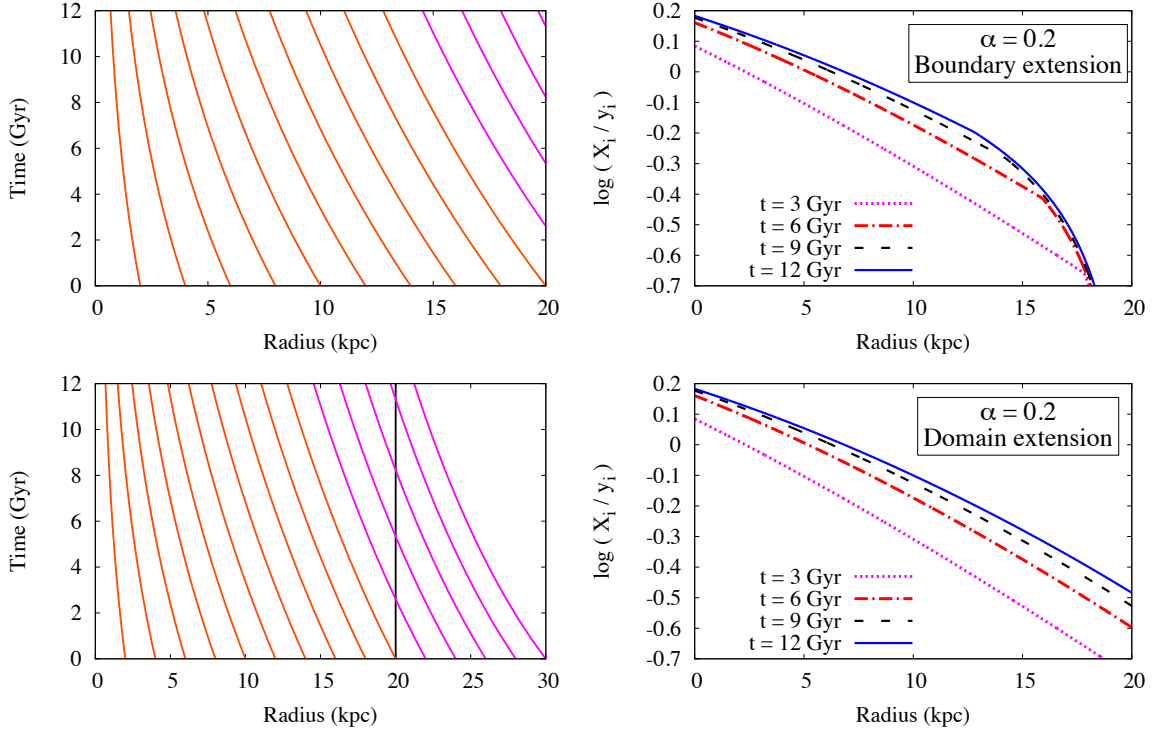 12
10
8
6
4
2
0
Time (Gyr)
0 5 10 15 20
Radius (kpc)
0.2
0.1
0
-0.1
-0.2
-0.3
-0.4
-0.5
-0.6
-0.7
log ( X_i / y_i )
α = 0.2
Boundary extension
t = 3 Gyr
t = 6 Gyr
t = 9 Gyr
t = 12 Gyr
0 5 10 15 20
Radius (kpc)
12
10
8
6
4
2
0
Time (Gyr)
0 5 10 15 20 25 30
Radius (kpc)
0.2
0.1
0
-0.1
-0.2
-0.3
-0.4
-0.5
-0.6
-0.7
log ( X_i / y_i )
α = 0.2
Domain extension
t = 3 Gyr
t = 6 Gyr
t = 9 Gyr
t = 12 Gyr
0 5 10 15 20
Radius (kpc)